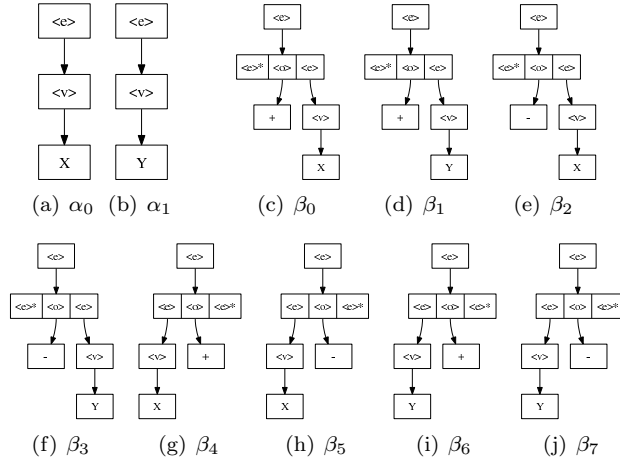 <e> <e> <e> <e> <e>
<v> <v> <e>* <o> <e> <e>* <o> <e> <e>* <o> <e>
+ <v> + <v> - <v>
X Y X Y X
(a) α0 (b) α1 (c) β0 (d) β1 (e) β2
<e> <e> <e> <e> <e>
<e>* <o> <e> <e> <o> <e>* <e> <o> <e>* <e> <o> <e>* <e> <o> <e>*
- <v> <v> + <v> - <v> + <v> -
Y X X Y Y
(f) β3 (g) β4 (h) β5 (i) β6 (j) β7